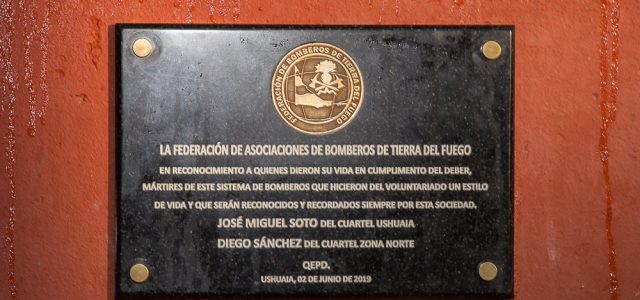 FEDERACIÓN DE BOMBEROS DE TIERRA DEL FUEGO
LA FEDERACIÓN DE ASOCIACIONES DE BOMBEROS DE TIERRA DEL FUEGO
EN RECONOCIMIENTO A QUIENES DIERON SU VIDA EN CUMPLIMENTO DEL DEBER,
MÁRTIRES DE ESTE SISTEMA DE BOMBEROS QUE HICIERON DEL VOLUNTARIADO UN ESTILO
DE VIDA Y QUE SERÁN RECONOCIDOS Y RECORDADOS SIEMPRE POR ESTA SOCIEDAD.
JOSÉ MIGUEL SOTO DEL CUARTEL USHUAIA
DIEGO SÁNCHEZ DEL CUARTEL ZONA NORTE
QEPD.
USHUAIA, 02 DE JUNIO DE 2019